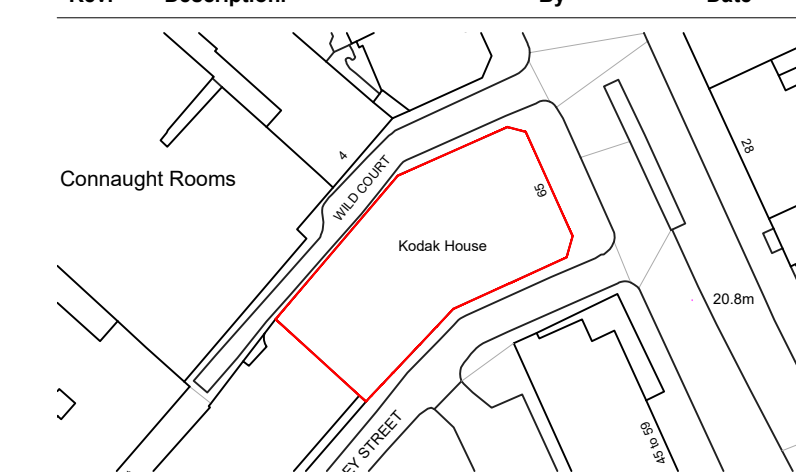 Rev. Description. By Date
28
4
Connaught Rooms
WILD COURT
65
Kodak House
20.8m
EY STREET
45 to 59